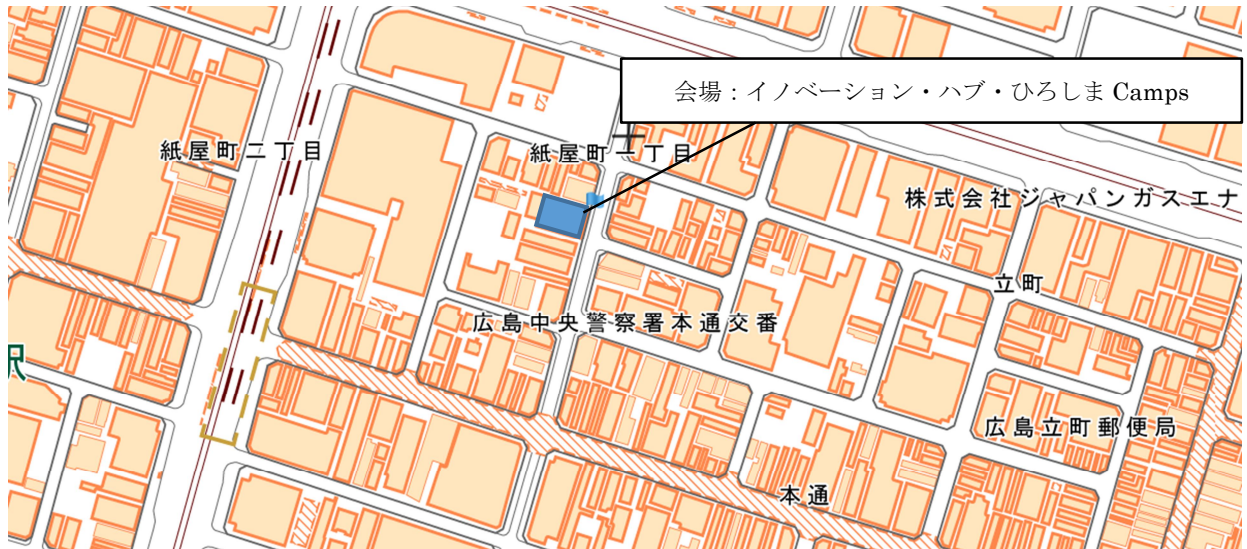 会場：イノベーション・ハブ・ひろしま Camps
紙屋町二丁目
紙屋町一丁目
株式会社ジャパンガスエナ
立町
広島中央警察署本通交番
駅
広島立町郵便局
本通